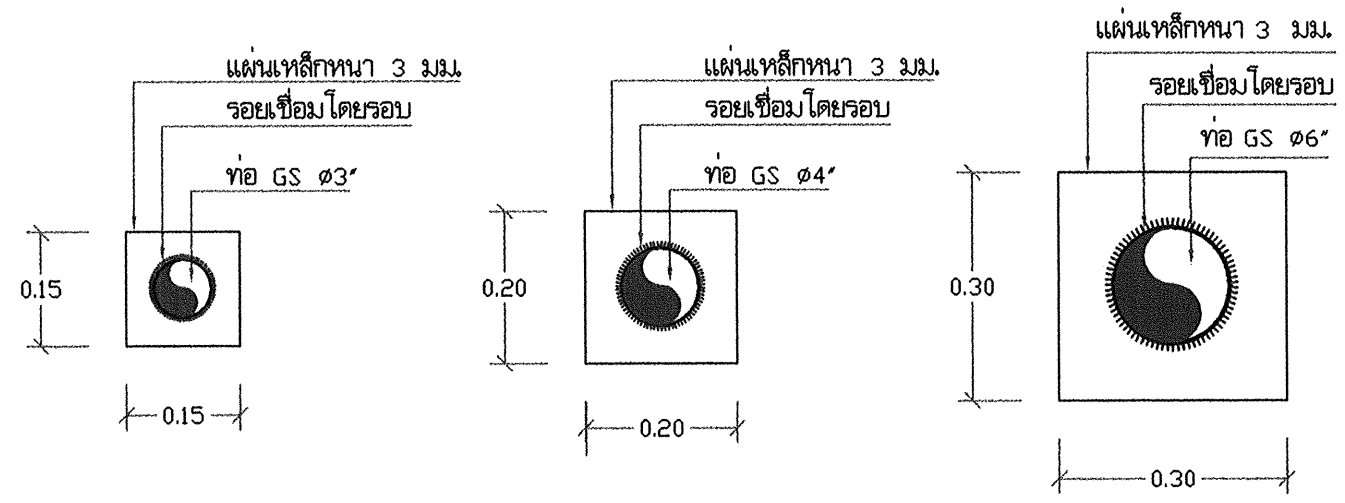 แผ่นเหล็กหนา 3 มม.
รอยเชื่อมโดยรอบ
ท่อ GS ø3"
0.15
0.15
แผ่นเหล็กหนา 3 มม.
รอยเชื่อมโดยรอบ
ท่อ GS ø4"
0.20
0.20
แผ่นเหล็กหนา 3 มม.
รอยเชื่อมโดยรอบ
ท่อ GS ø6"
0.30
0.30